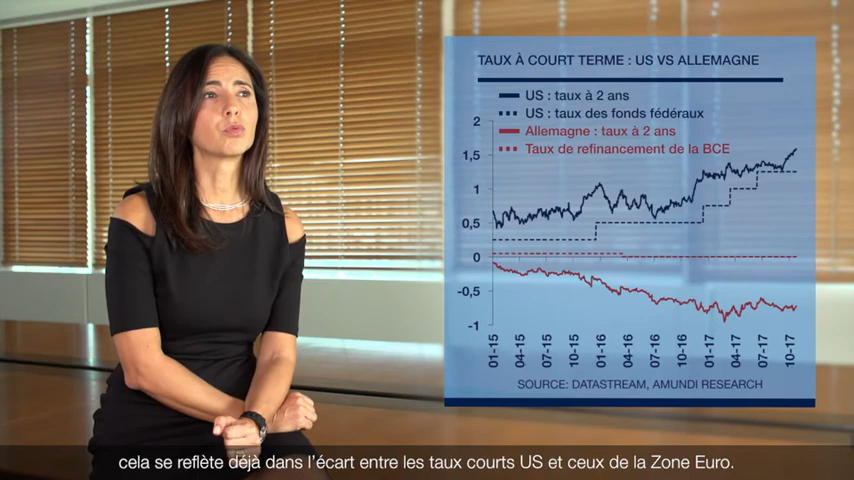 TAUX À COURT TERME : US VS ALLEMAGNE
US : taux à 2 ans
US : taux des fonds fédéraux
Allemagne : taux à 2 ans
Taux de refinancement de la BCE
2
1,5
1
0,5
0
-0,5
-1
01-15
04-15
07-15
10-15
01-16
04-16
07-16
10-16
01-17
04-17
07-17
10-17
SOURCE: DATASTREAM, AMUNDI RESEARCH
cela se reflète déjà dans l'écart entre les taux courts US et ceux de la Zone Euro.